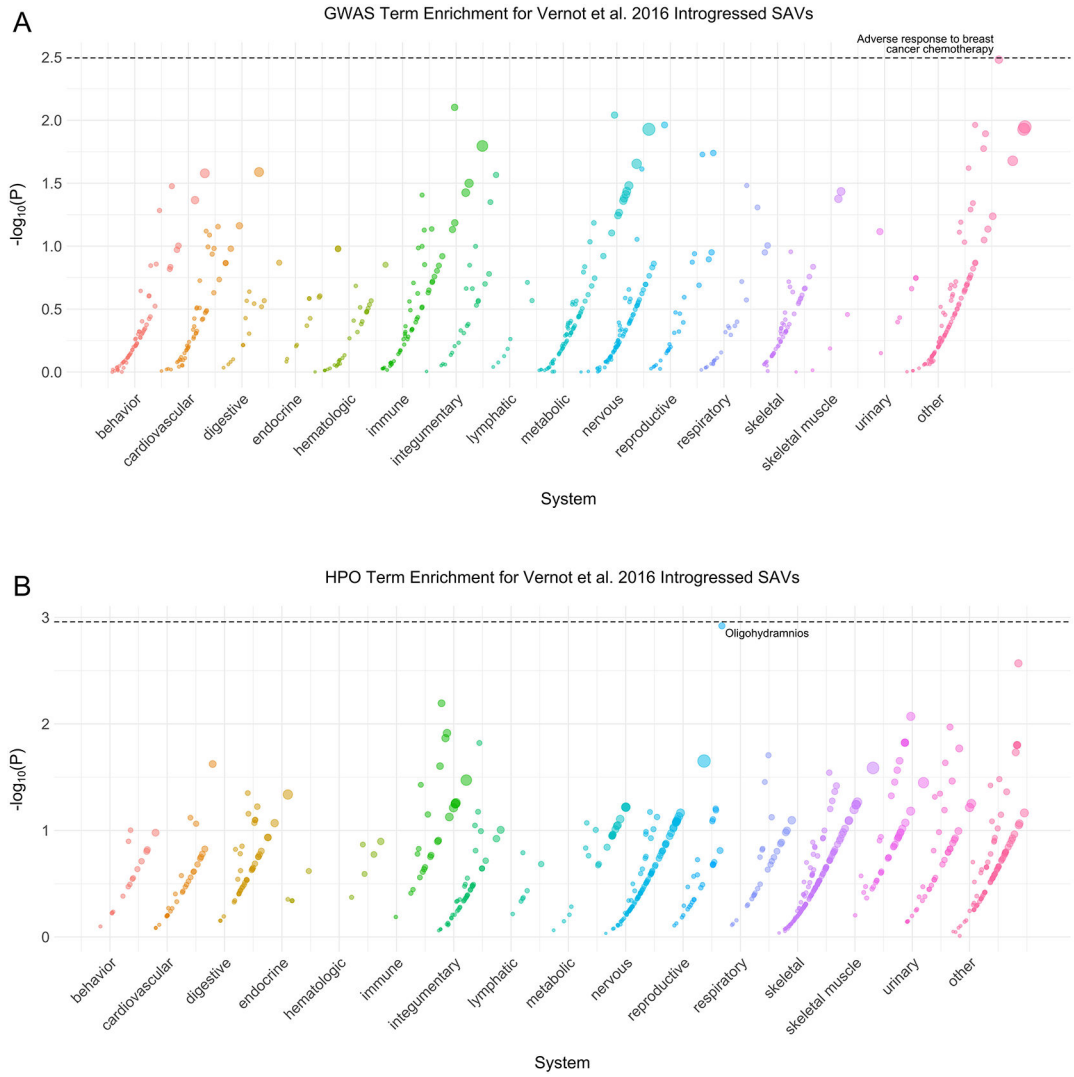 A
GWAS Term Enrichment for Vernot et al. 2016 Introgressed SAVs
Adverse response to breast
cancer chemotherapy
2.5
2.0
1.5
1.0
0.5
0.0
-log10(P)
behavior
cardiovascular
digestive
endocrine
hematologic
immune
integumentary
lymphatic
metabolic
nervous
reproductive
respiratory
skeletal
skeletal muscle
urinary
other
System
B
HPO Term Enrichment for Vernot et al. 2016 Introgressed SAVs
Oligohydramnios
3
2
1
0
-log10(P)
behavior
cardiovascular
digestive
endocrine
hematologic
immune
integumentary
lymphatic
metabolic
nervous
reproductive
respiratory
skeletal
skeletal muscle
urinary
other
System